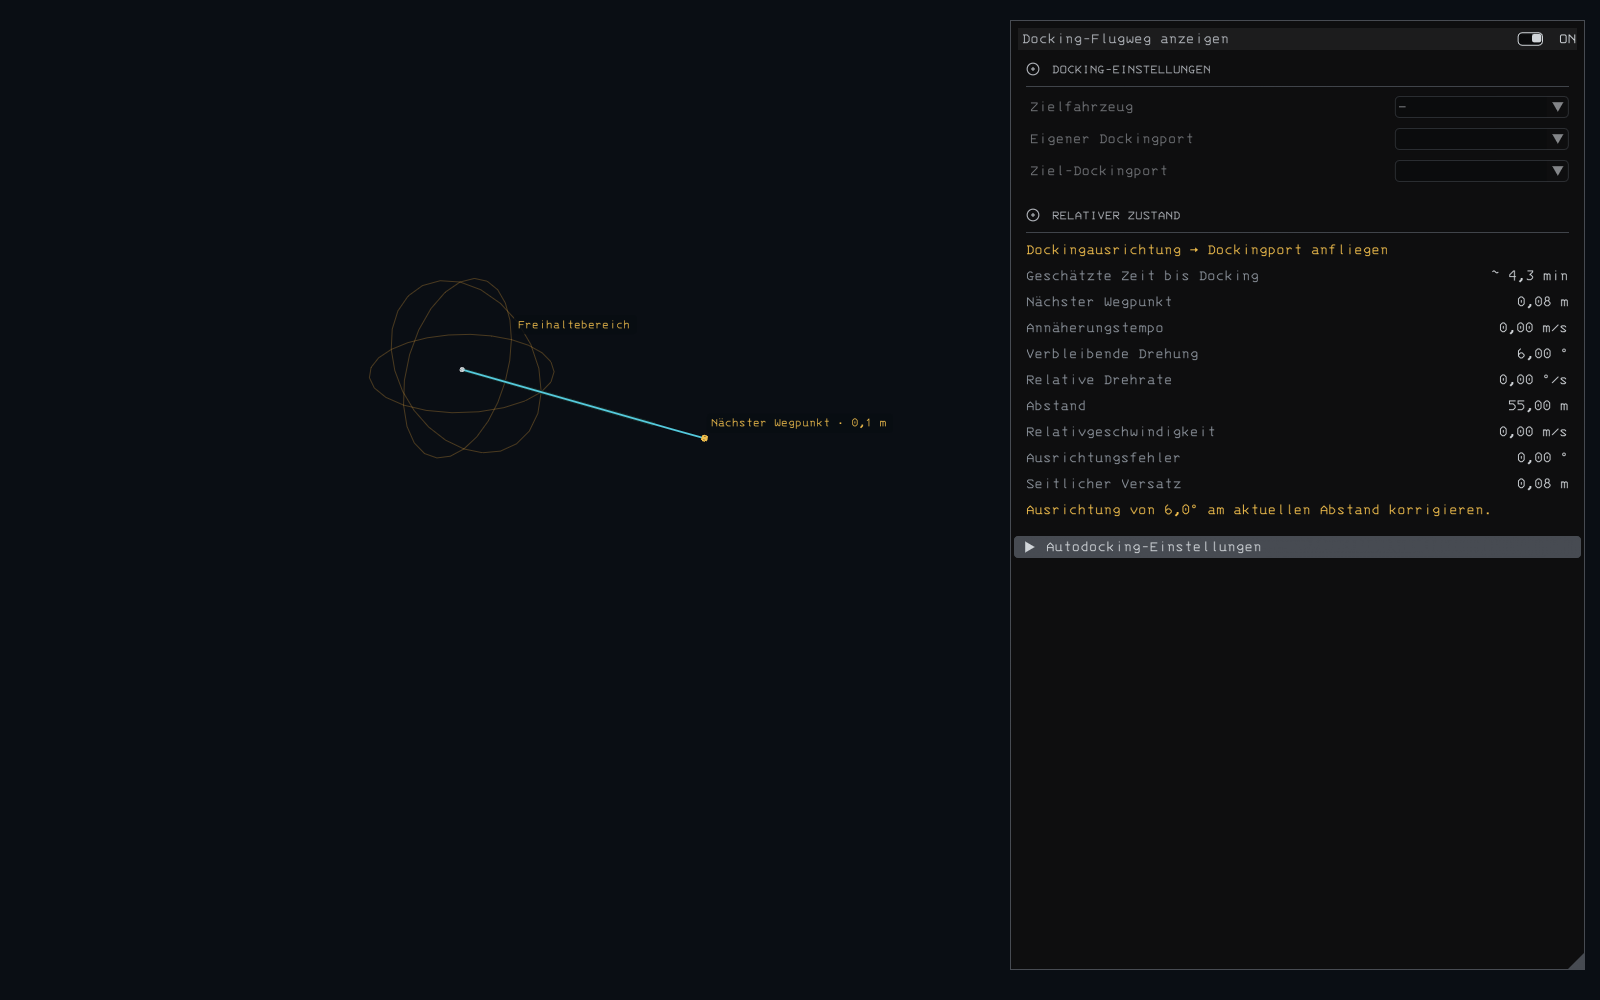 Docking-Flugweg anzeigen ON
DOCKING-EINSTELLUNGEN
Zielfahrzeug –
Eigener Dockingport
Ziel-Dockingport
RELATIVER ZUSTAND
Dockingausrichtung → Dockingport anfliegen
Geschätzte Zeit bis Docking ~ 4,3 min
Nächster Wegpunkt 0,08 m
Annäherungstempo 0,00 m/s
Verbleibende Drehung 6,00 °
Relative Drehrate 0,00 °/s
Abstand 55,00 m
Relativgeschwindigkeit 0,00 m/s
Ausrichtungsfehler 0,00 °
Seitlicher Versatz 0,08 m
Ausrichtung von 6,0° am aktuellen Abstand korrigieren.
Autodocking-Einstellungen
Freihaltebereich
Nächster Wegpunkt · 0,1 m